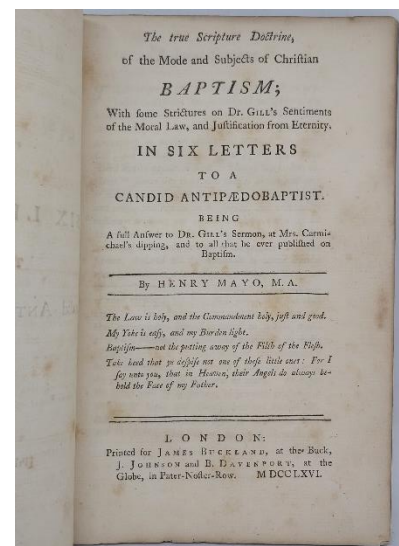 The true Scripture Doctrine,
of the Mode and Subjects of Chriſtian
BAPTISM;
With ſome Strictures on Dr. GILL's Sentiments
of the Moral Law, and Juſtification from Eternity.
IN SIX LETTERS
TO A
CANDID ANTIPÆDOBAPTIST.
BEING
A full Anſwer to Dr. GILL's Sermon, at Mrs. Carmi-
chael's dipping, and to all that he ever publiſhed on
Baptiſm.
By HENRY MAYO, M. A.
The Law is holy, and the Commandment holy, juſt and good.
My Yoke is eaſy, and my Burden light.
Baptiſm——not the putting away of the Filth of the Fleſh.
Take heed that ye deſpiſe not one of theſe little ones: For I
ſay unto you, that in Heaven, their Angels do always be-
hold the Face of my Father.
LONDON:
Printed for JAMES BUCKLAND, at the Buck,
J. JOHNSON and B. DAVENPORT, at the
Globe, in Pater-Noſter-Row. MDCCLXVI.